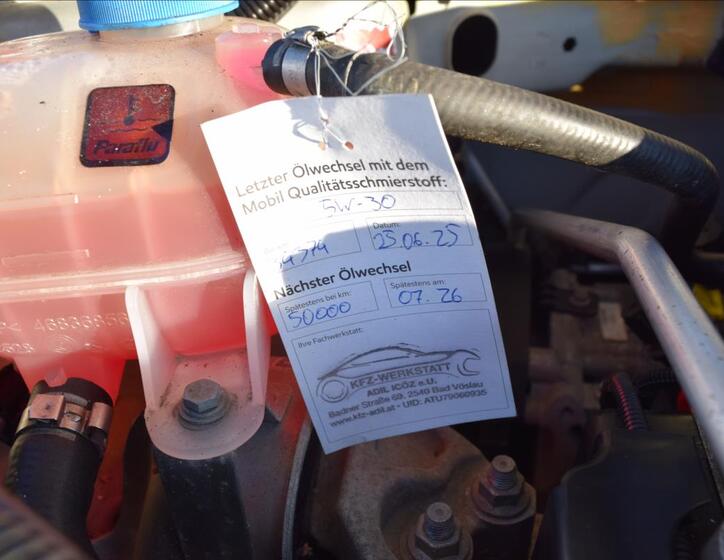 Paraflu
Letzter Ölwechsel mit dem
Mobil Qualitätsschmierstoff:
5W-30
Datum:
25.06.25
Nächster Ölwechsel
Spätestens bei km:
50000
Spätestens am:
07.26
Ihre Fachwerkstatt:
KFZ-WERKSTATT
ADIL ICÖZ e.U.
Badner Straße 69, 2540 Bad Vöslau
www.kfz-adil.at - UID: ATU79060935